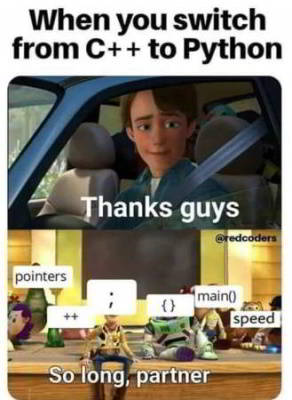 When you switch
from C++ to Python
Thanks guys
@redcoders
pointers
;
{}
main()
++
speed
So long, partner